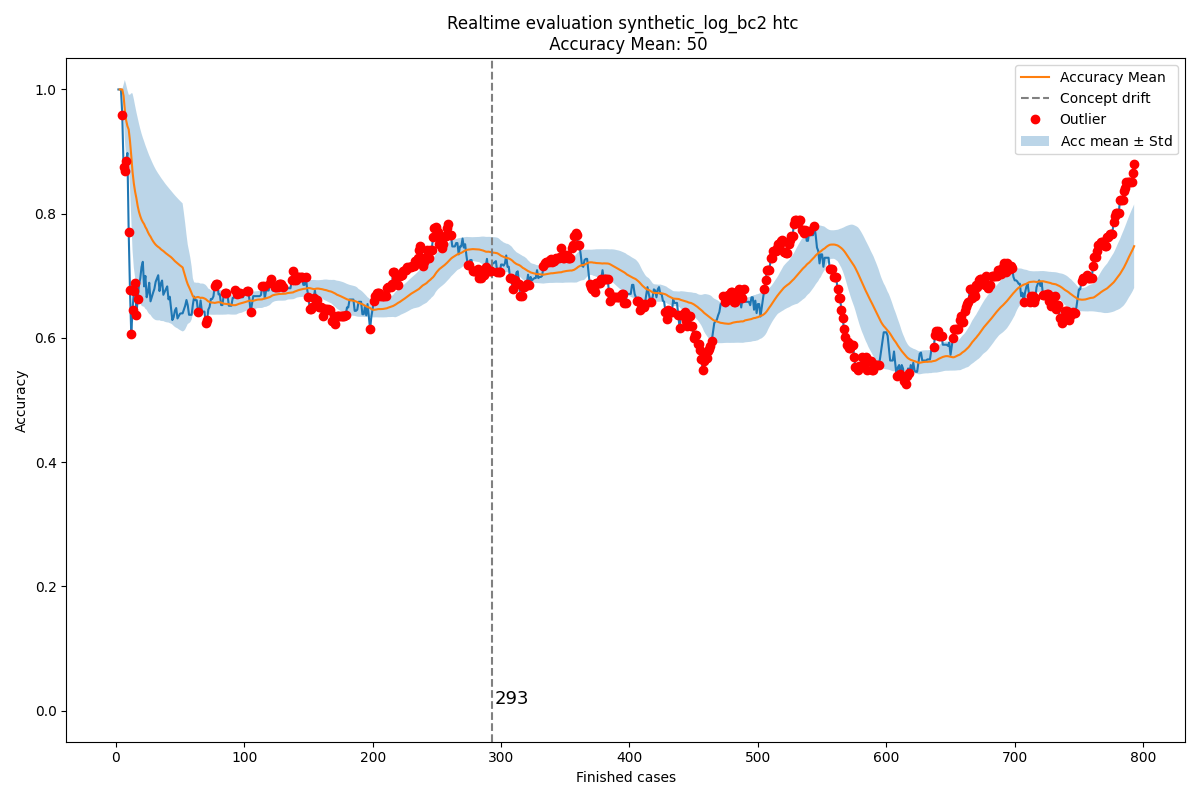 Realtime evaluation synthetic_log_bc2 htc
Accuracy Mean: 50
Accuracy Mean
Concept drift
Outlier
Acc mean ± Std
1.0
0.8
0.6
0.4
0.2
0.0
Accuracy
293
0
100
200
300
400
500
600
700
800
Finished cases